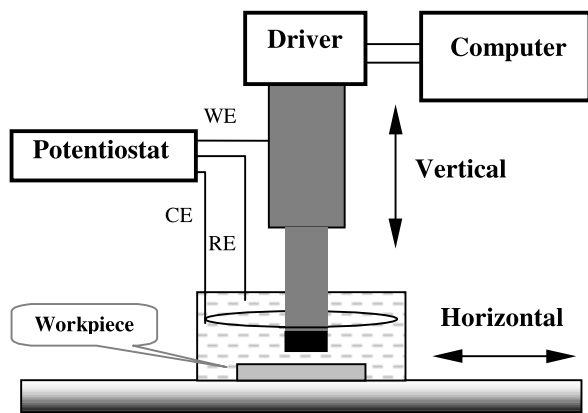 Driver
Computer
WE
Potentiostat
Vertical
CE
RE
Workpiece
Horizontal